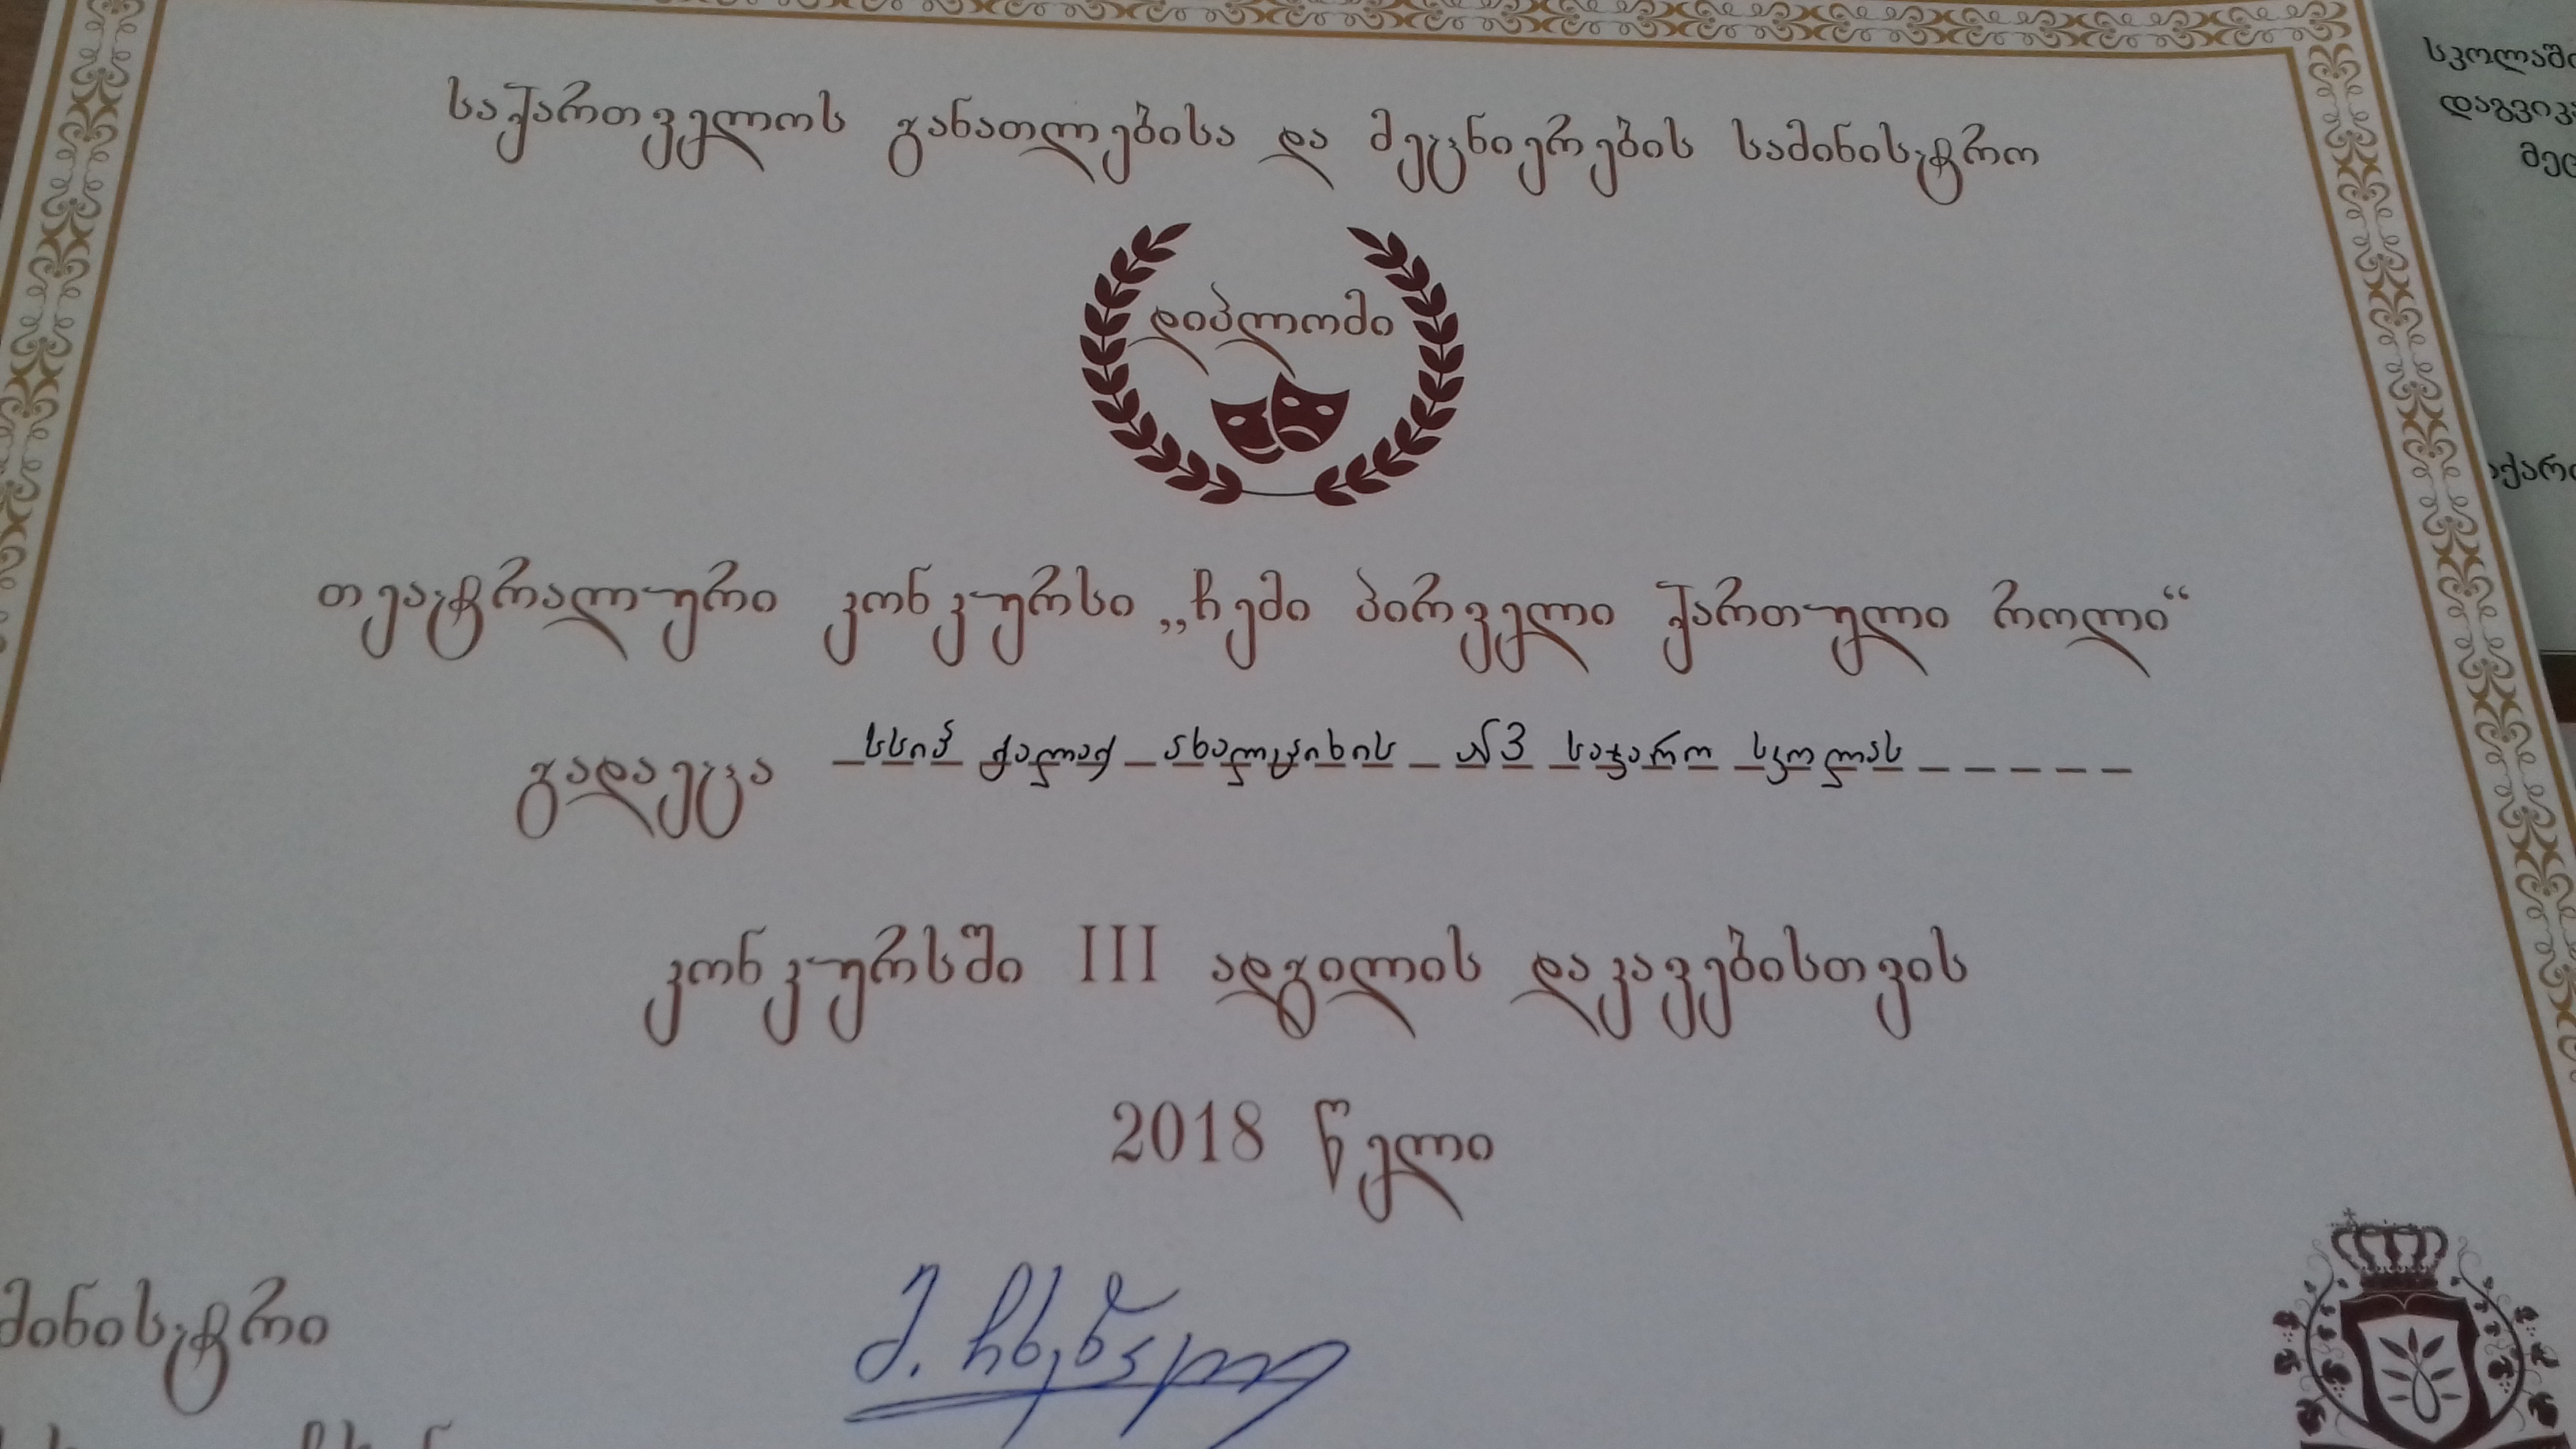 საქართველოს განათლებისა და მეცნიერების სამინისტრო
დიპლომი
თეატრალური კონკურსი „ჩემი პირველი ქართული როლი“
გადაეცა სსიპ ქალაქ ახალციხის №3 საჯარო სკოლას
კონკურსში III ადგილის დაკავებისთვის
2018 წელი
მინისტრი